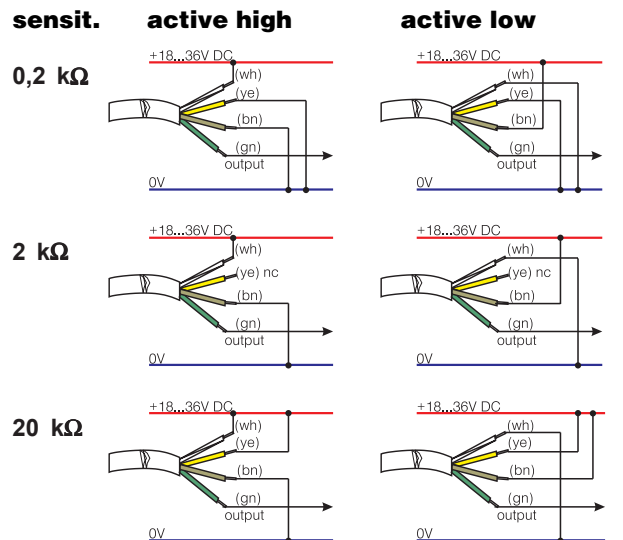 sensit. active high active low
+18...36V DC +18...36V DC
0,2 kΩ (wh) (wh)
(ye) (ye)
(bn) (bn)
(gn) (gn)
output output
0V 0V
+18...36V DC +18...36V DC
2 kΩ (wh) (wh)
(ye) nc (ye) nc
(bn) (bn)
(gn) (gn)
output output
0V 0V
+18...36V DC +18...36V DC
20 kΩ (wh) (wh)
(ye) (ye)
(bn) (bn)
(gn) (gn)
output output
0V 0V